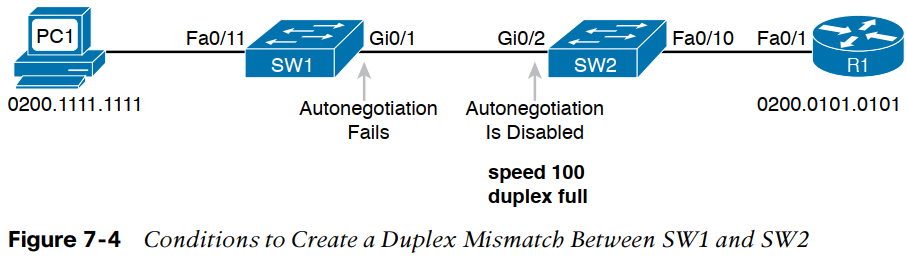 PC1
Fa0/11
SW1
Gi0/1
Gi0/2
SW2
Fa0/10
Fa0/1
R1
0200.1111.1111
0200.0101.0101
Autonegotiation
Fails
Autonegotiation
Is Disabled
speed 100
duplex full
Figure 7-4 Conditions to Create a Duplex Mismatch Between SW1 and SW2